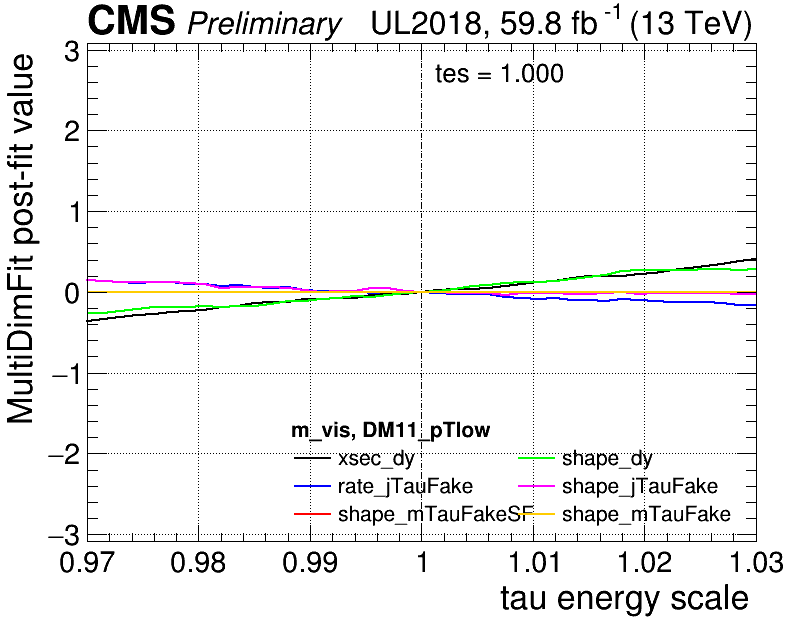 CMS Preliminary UL2018, 59.8 fb⁻¹ (13 TeV)
MultiDimFit post-fit value
3
2
1
0
−1
−2
−3
tes = 1.000
m_vis, DM11_pTlow
xsec_dy shape_dy
rate_jTauFake shape_jTauFake
shape_mTauFakeSF shape_mTauFake
0.97 0.98 0.99 1 1.01 1.02 1.03
tau energy scale